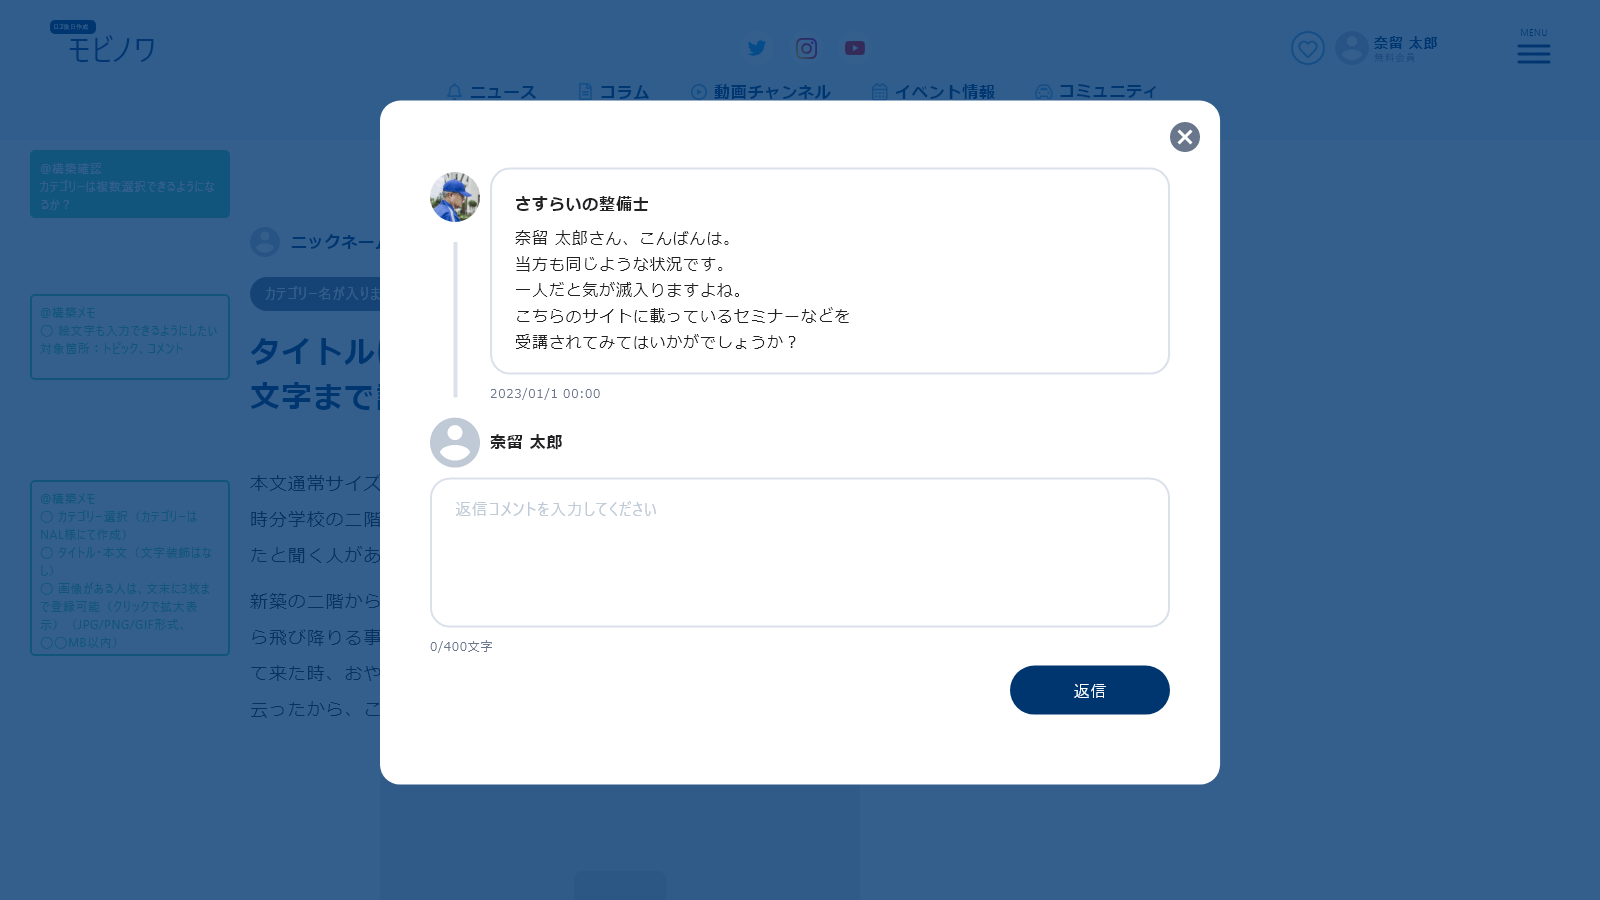 ロゴ後日作成
モビノワ
奈留 太郎
無料会員
MENU
ニュース
コラム
動画チャンネル
イベント情報
コミュニティ
@構築確認
カテゴリーは複数選択できるようにな
るか？
ニックネーム
カテゴリー名が入りま
@構築メモ
◯ 絵文字も入力できるようにしたい
対象箇所：トピック、コメント
タイトル
文字まで
@構築メモ
◯ カテゴリー選択（カテゴリーは
NAL様にて作成）
◯ タイトル・本文（文字装飾はな
し）
◯ 画像がある人は、文末に3枚ま
で登録可能（クリックで拡大表
示）（JPG/PNG/GIF形式、
◯◯MB以内）
本文通常サイズ
時分学校の二階
たと聞く人があ
新築の二階から
ら飛び降りる事
て来た時、おや
云ったから、こ
さすらいの整備士
奈留 太郎さん、こんばんは。
当方も同じような状況です。
一人だと気が滅入りますよね。
こちらのサイトに載っているセミナーなどを
受講されてみてはいかがでしょうか？
2023/01/1 00:00
奈留 太郎
返信コメントを入力してください
0/400文字
返信